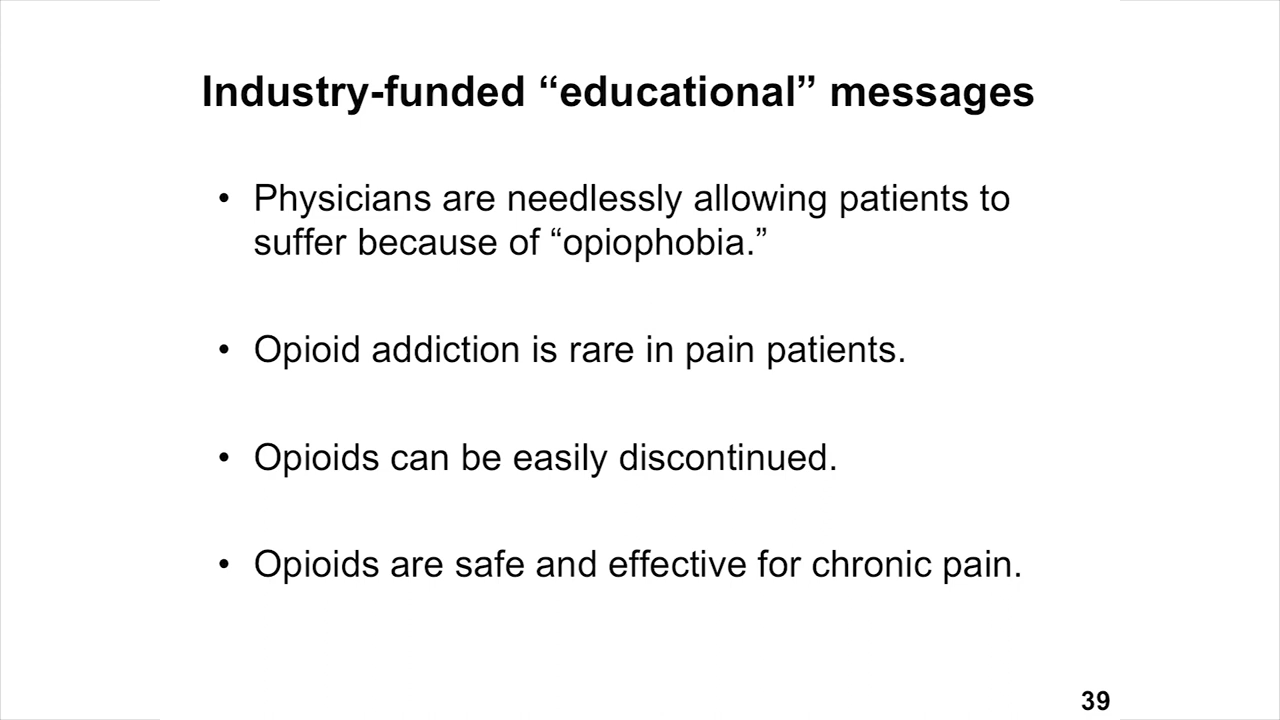 Industry-funded “educational” messages
• Physicians are needlessly allowing patients to
suffer because of “opiophobia.”
• Opioid addiction is rare in pain patients.
• Opioids can be easily discontinued.
• Opioids are safe and effective for chronic pain.
39